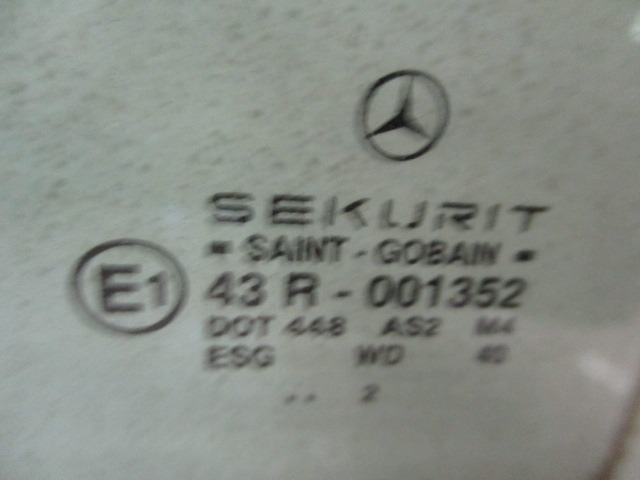 SEKURIT
- SAINT - GOBAIN -
E1 43 R - 001352
DOT 448 AS2 M4
ESG WD 40
.. 2